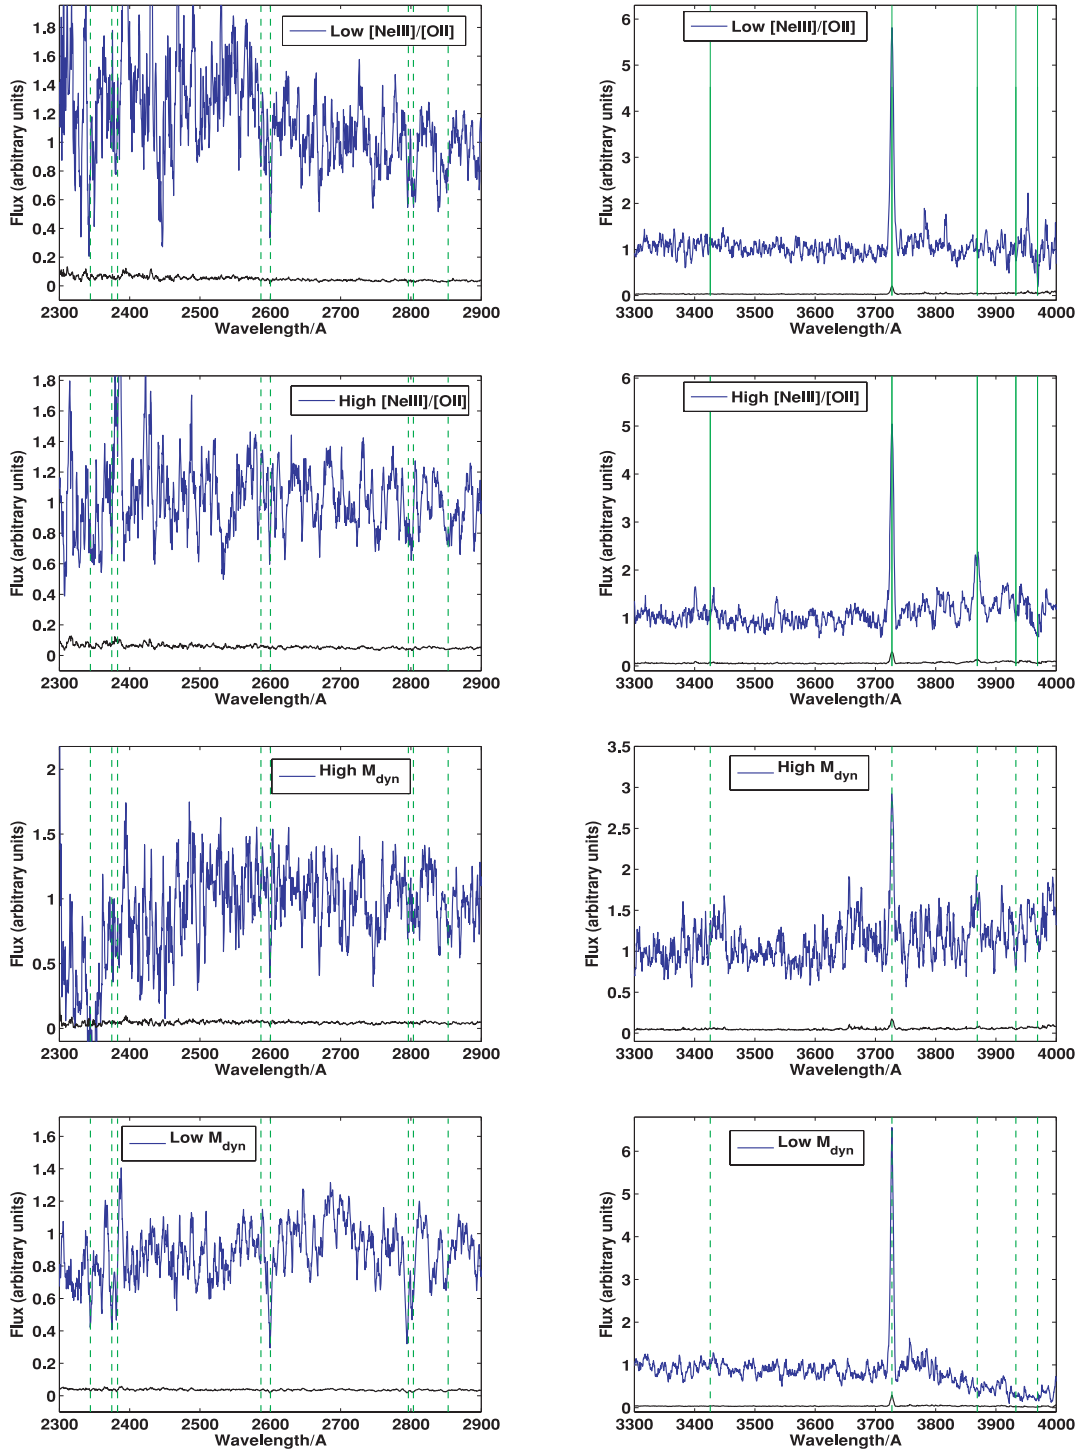 Low [NeIII]/[OII]
Flux (arbitrary units)
1.8
1.6
1.4
1.2
1
0.8
0.6
0.4
0.2
0
2300 2400 2500 2600 2700 2800 2900
Wavelength/A
Low [NeIII]/[OII]
Flux (arbitrary units)
6
5
4
3
2
1
0
3300 3400 3500 3600 3700 3800 3900 4000
Wavelength/A
High [NeIII]/[OII]
Flux (arbitrary units)
1.8
1.6
1.4
1.2
1
0.8
0.6
0.4
0.2
0
2300 2400 2500 2600 2700 2800 2900
Wavelength/A
High [NeIII]/[OII]
Flux (arbitrary units)
6
5
4
3
2
1
0
3300 3400 3500 3600 3700 3800 3900 4000
Wavelength/A
High Mdyn
Flux (arbitrary units)
2
1.5
1
0.5
0
2300 2400 2500 2600 2700 2800 2900
Wavelength/A
High Mdyn
Flux (arbitrary units)
3.5
3
2.5
2
1.5
1
0.5
0
3300 3400 3500 3600 3700 3800 3900 4000
Wavelength/A
Low Mdyn
Flux (arbitrary units)
1.6
1.4
1.2
1
0.8
0.6
0.4
0.2
0
2300 2400 2500 2600 2700 2800 2900
Wavelength/A
Low Mdyn
Flux (arbitrary units)
6
5
4
3
2
1
0
3300 3400 3500 3600 3700 3800 3900 4000
Wavelength/A